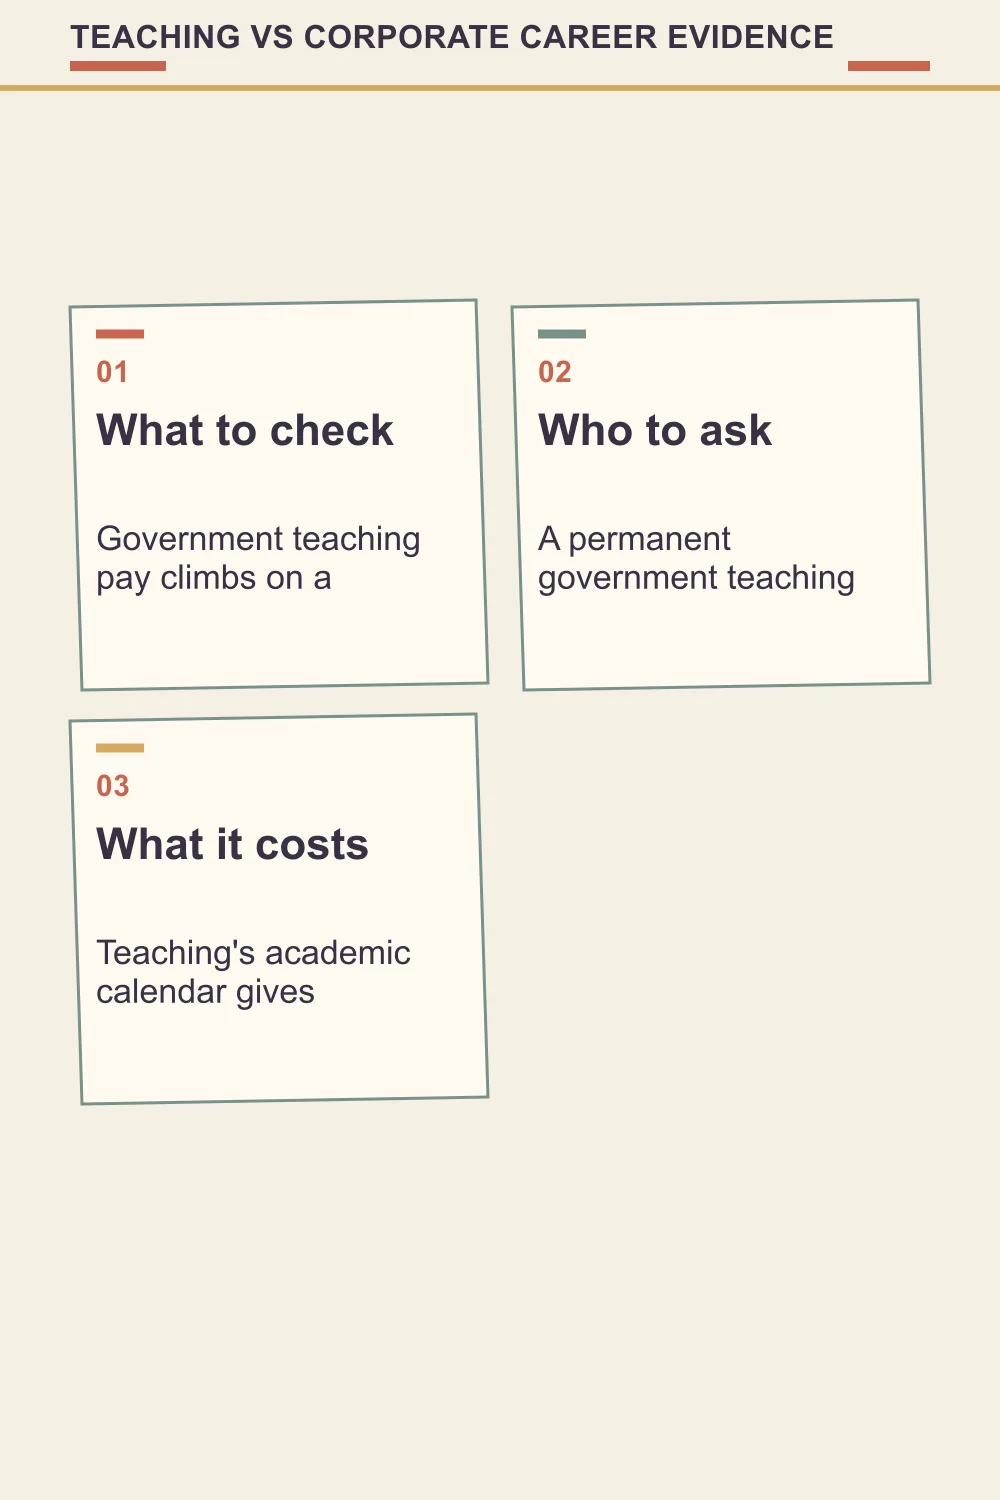 TEACHING VS CORPORATE CAREER EVIDENCE
01
What to check
Government teaching
pay climbs on a
02
Who to ask
A permanent
government teaching
03
What it costs
Teaching's academic
calendar gives